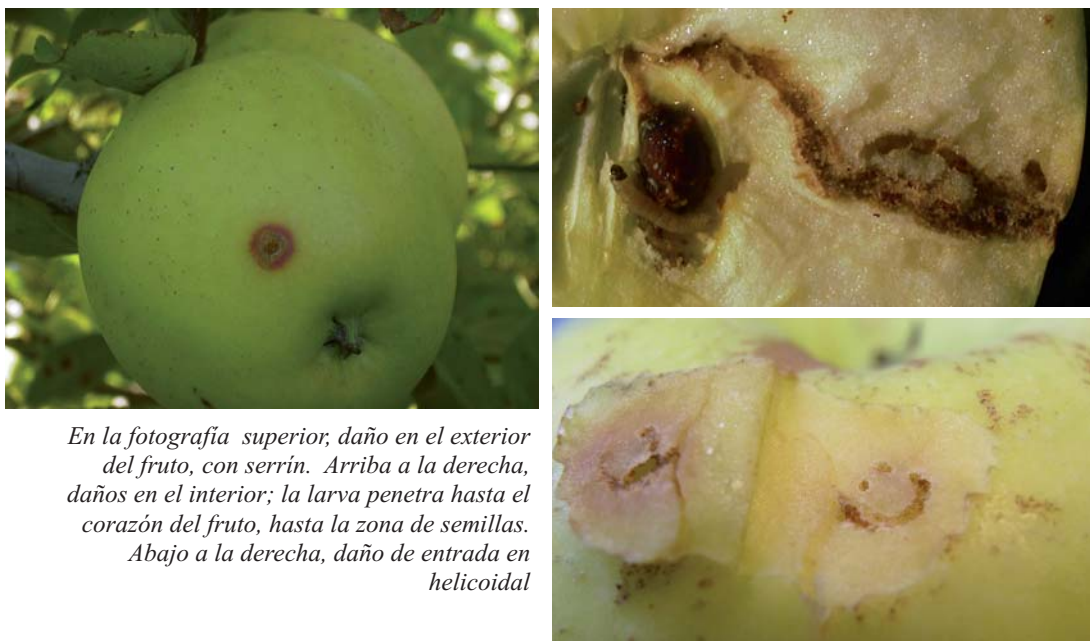 En la fotografía superior, daño en el exterior
del fruto, con serrín. Arriba a la derecha,
daños en el interior; la larva penetra hasta el
corazón del fruto, hasta la zona de semillas.
Abajo a la derecha, daño de entrada en
helicoidal